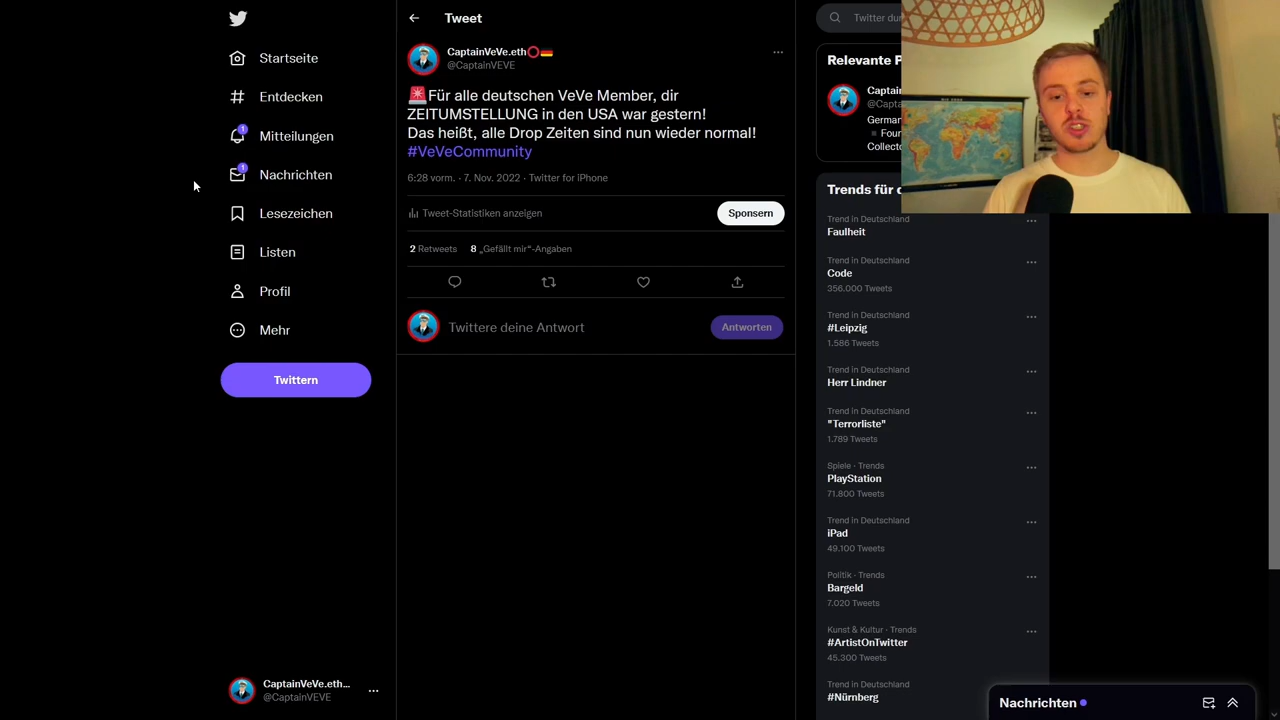 Startseite
Entdecken
1
Mitteilungen
1
Nachrichten
Lesezeichen
Listen
Profil
Mehr
Twittern
CaptainVeVe.eth...
@CaptainVEVE
Tweet
CaptainVeVe.eth
@CaptainVEVE
Für alle deutschen VeVe Member, dir
ZEITUMSTELLUNG in den USA war gestern!
Das heißt, alle Drop Zeiten sind nun wieder normal!
#VeVeCommunity
6:28 vorm. · 7. Nov. 2022 · Twitter for iPhone
Tweet-Statistiken anzeigen
Sponsern
2 Retweets 8 „Gefällt mir“-Angaben
Twittere deine Antwort
Antworten
Twitter
Relevante
@Capta
German
Collecto
Trends für
Trend in Deutschland
Faulheit
Trend in Deutschland
Code
356.000 Tweets
Trend in Deutschland
#Leipzig
1.586 Tweets
Trend in Deutschland
Herr Lindner
Trend in Deutschland
"Terrorliste"
1.789 Tweets
Spiele · Trends
PlayStation
71.800 Tweets
Trend in Deutschland
iPad
49.100 Tweets
Politik · Trends
Bargeld
7.020 Tweets
Kunst & Kultur · Trends
#ArtistOnTwitter
45.300 Tweets
Trend in Deutschland
#Nürnberg
Nachrichten